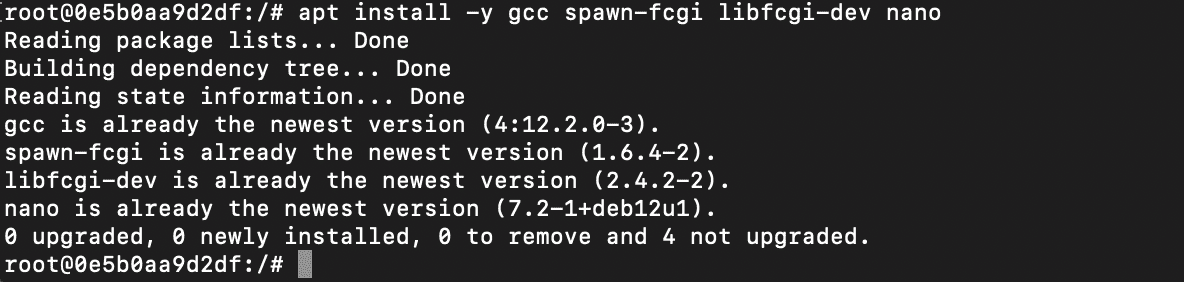 root@0e5b0aa9d2df:/# apt install -y gcc spawn-fcgi libfcgi-dev nano
Reading package lists... Done
Building dependency tree... Done
Reading state information... Done
gcc is already the newest version (4:12.2.0-3).
spawn-fcgi is already the newest version (1.6.4-2).
libfcgi-dev is already the newest version (2.4.2-2).
nano is already the newest version (7.2-1+deb12u1).
0 upgraded, 0 newly installed, 0 to remove and 4 not upgraded.
root@0e5b0aa9d2df:/#